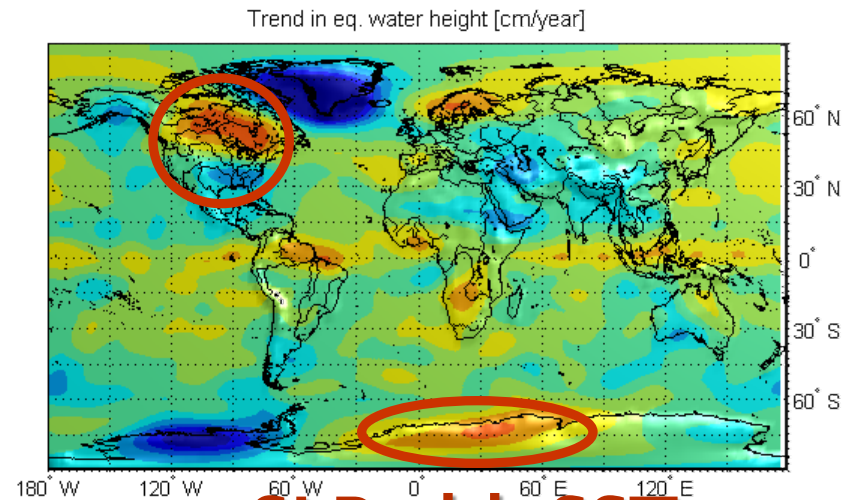 Trend in eq. water height [cm/year]
60° N
30° N
0°
30° S
60° S
180° W 120° W 60° W 0° 60° E 120° E